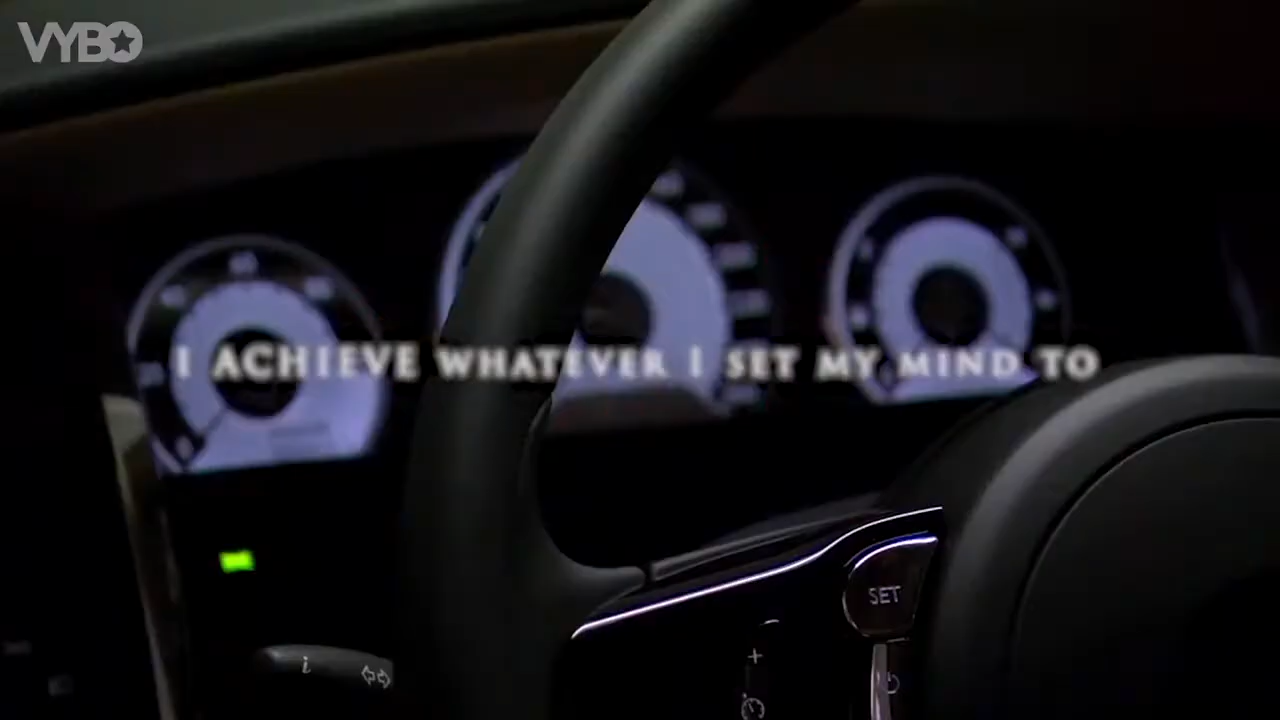 VYBO
I ACHIEVE WHATEVER I SET MY MIND TO
SET
i
+